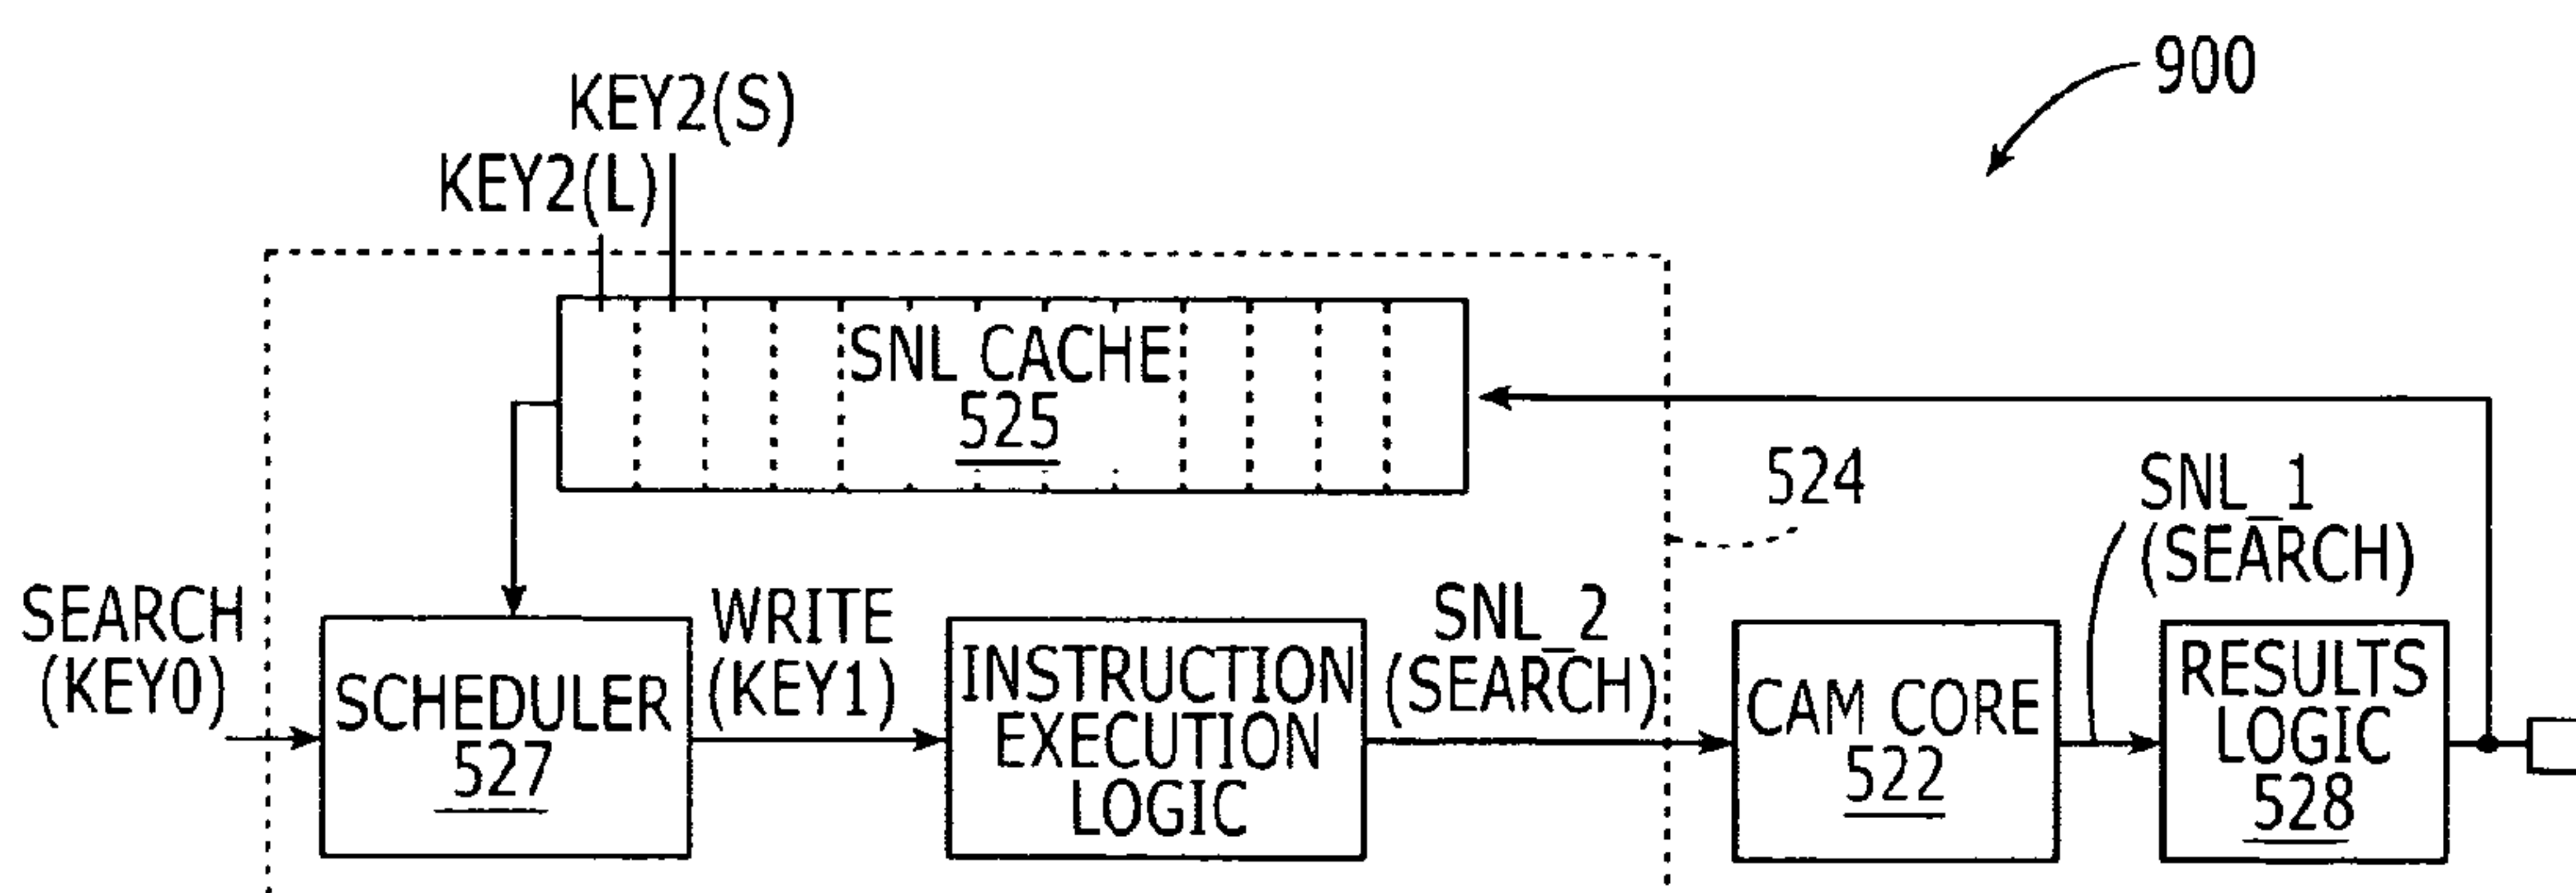 900
KEY2(S)
KEY2(L)
SNL CACHE
525
524
SNL_1
(SEARCH)
SEARCH
(KEY0)
SCHEDULER
527
WRITE
(KEY1)
INSTRUCTION
EXECUTION
LOGIC
SNL_2
(SEARCH)
CAM CORE
522
RESULTS
LOGIC
528